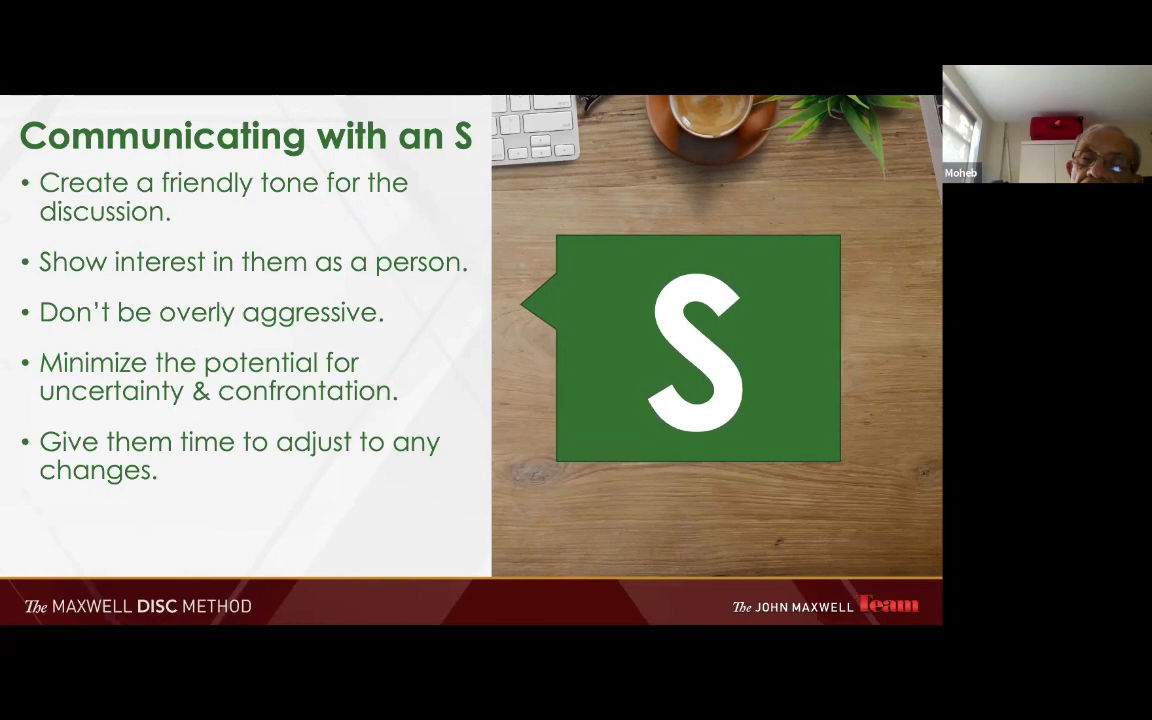 Communicating with an S
• Create a friendly tone for the
discussion.
• Show interest in them as a person.
• Don't be overly aggressive.
• Minimize the potential for
uncertainty & confrontation.
• Give them time to adjust to any
changes.
S
Moheb
The MAXWELL DISC METHOD
The JOHN MAXWELL Team